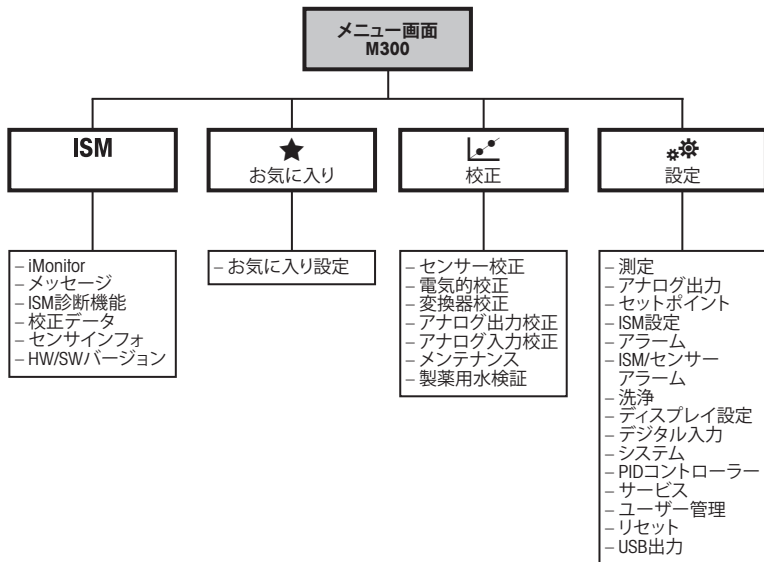 メニュー画面
M300
ISM
お気に入り
校正
設定
– iMonitor
– メッセージ
– ISM診断機能
– 校正データ
– センサインフォ
– HW/SWバージョン
– お気に入り設定
– センサー校正
– 電気的校正
– 変換器校正
– アナログ出力校正
– アナログ入力校正
– メンテナンス
– 製薬用水検証
– 測定
– アナログ出力
– セットポイント
– ISM設定
– アラーム
– ISM/センサー
アラーム
– 洗浄
– ディスプレイ設定
– デジタル入力
– システム
– PIDコントローラー
– サービス
– ユーザー管理
– リセット
– USB出力